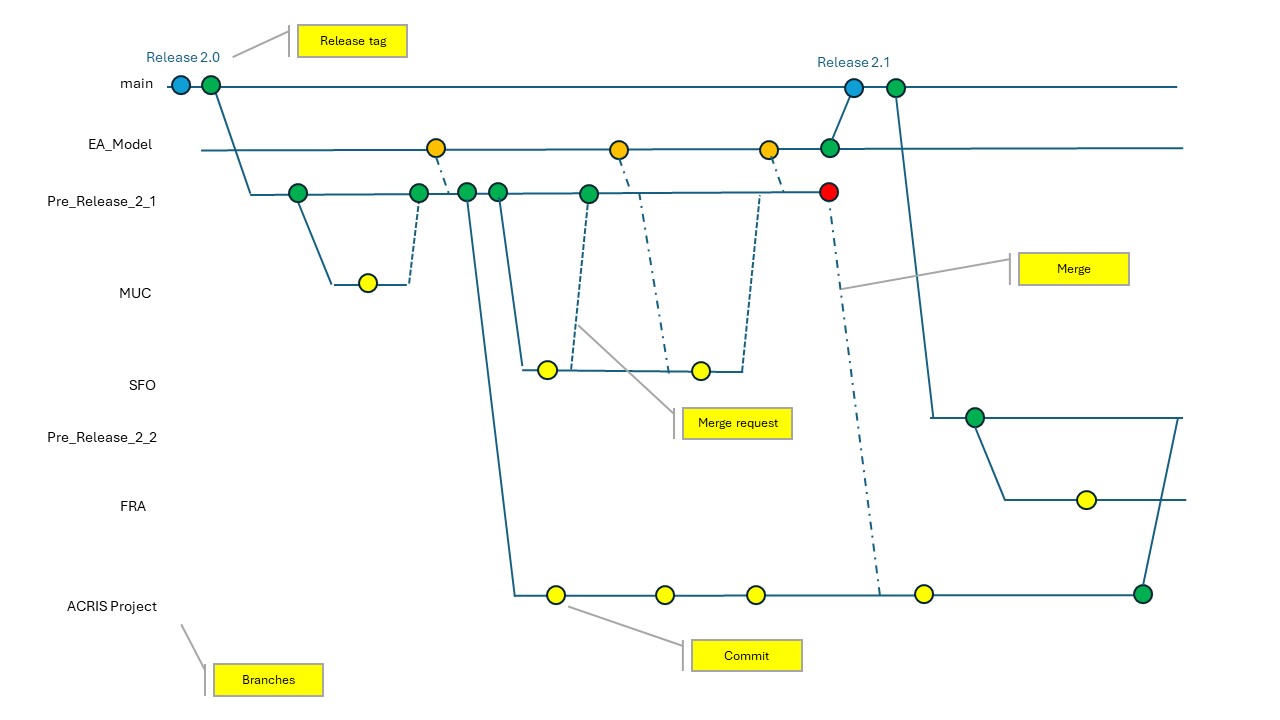 Release tag
Release 2.0
Release 2.1
main
EA_Model
Pre_Release_2_1
Merge
MUC
SFO
Merge request
Pre_Release_2_2
FRA
ACRIS Project
Commit
Branches